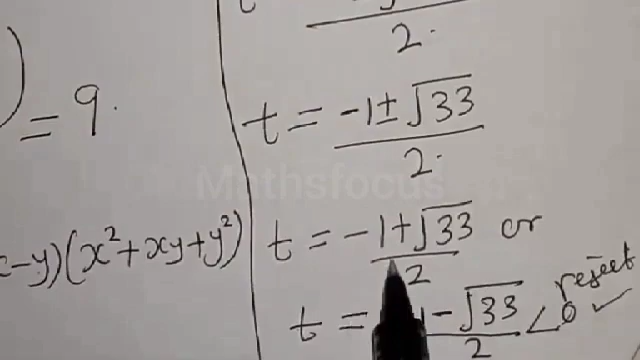 2.
) = 9.
t = -1±√33
2.
Mathsfocus
-y)(x²+xy+y²)
t = -1+√33 or
2
reject
t = 1-√33 < 0 ✓
2